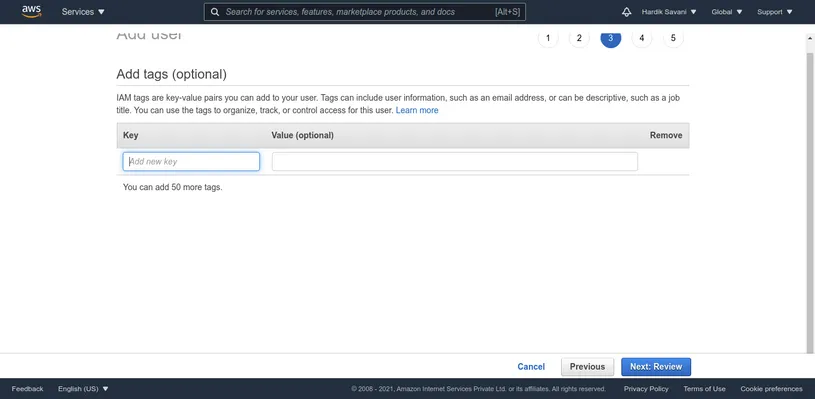 aws Services Search for services, features, marketplace products, and docs [Alt+S] Hardik Savani Global Support
Add user 1 2 3 4 5
Add tags (optional)
IAM tags are key-value pairs you can add to your user. Tags can include user information, such as an email address, or can be descriptive, such as a job
title. You can use the tags to organize, track, or control access for this user. Learn more
Key Value (optional) Remove
Add new key
You can add 50 more tags.
Cancel Previous Next: Review
Feedback English (US) © 2008 - 2021, Amazon Internet Services Private Ltd. or its affiliates. All rights reserved. Privacy Policy Terms of Use Cookie preferences